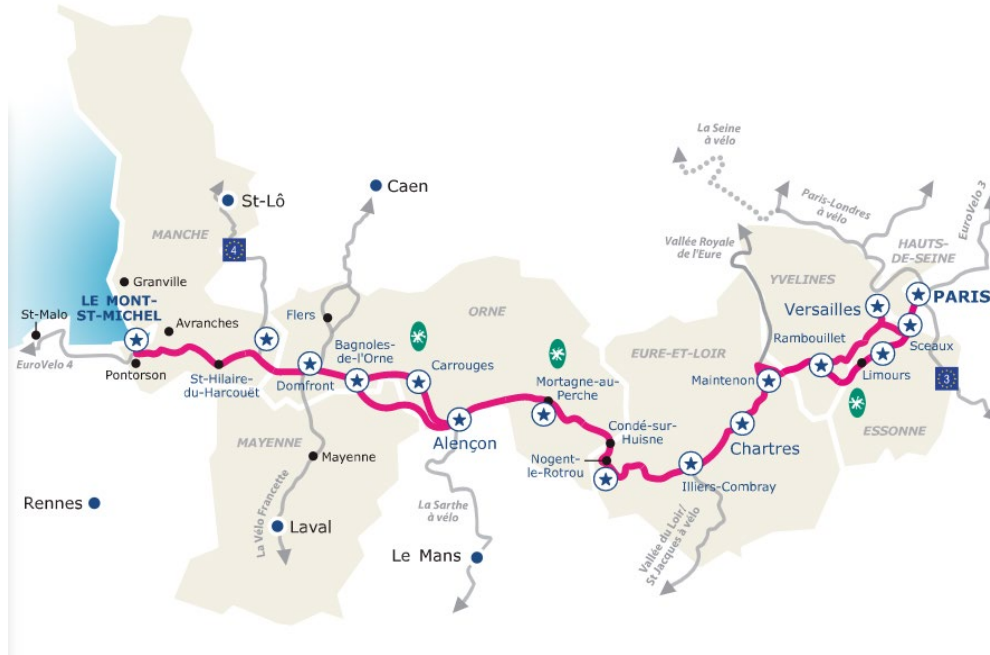 La Seine
à vélo
Paris-Londres
à vélo
EuroVelo 3
HAUTS-
DE-SEINE
Vallée Royale
de l'Eure
YVELINES
Caen
St-Lô
MANCHE
4
Granville
LE MONT-
ST-MICHEL
St-Malo
Avranches
EuroVelo 4
Pontorson
St-Hilaire-
du-Harcouët
Flers
Domfront
Bagnoles-
de-l'Orne
ORNE
Carrouges
Alençon
Mortagne-au-
Perche
EURE-ET-LOIR
Condé-sur-
Huisne
Nogent-
le-Rotrou
Illiers-Combray
Chartres
Maintenon
Rambouillet
Versailles
PARIS
Sceaux
Limours
3
ESSONNE
MAYENNE
Mayenne
La Vélo Francette
Laval
Rennes
La Sarthe
à vélo
Le Mans
Vallée du Loir/
St Jacques à vélo